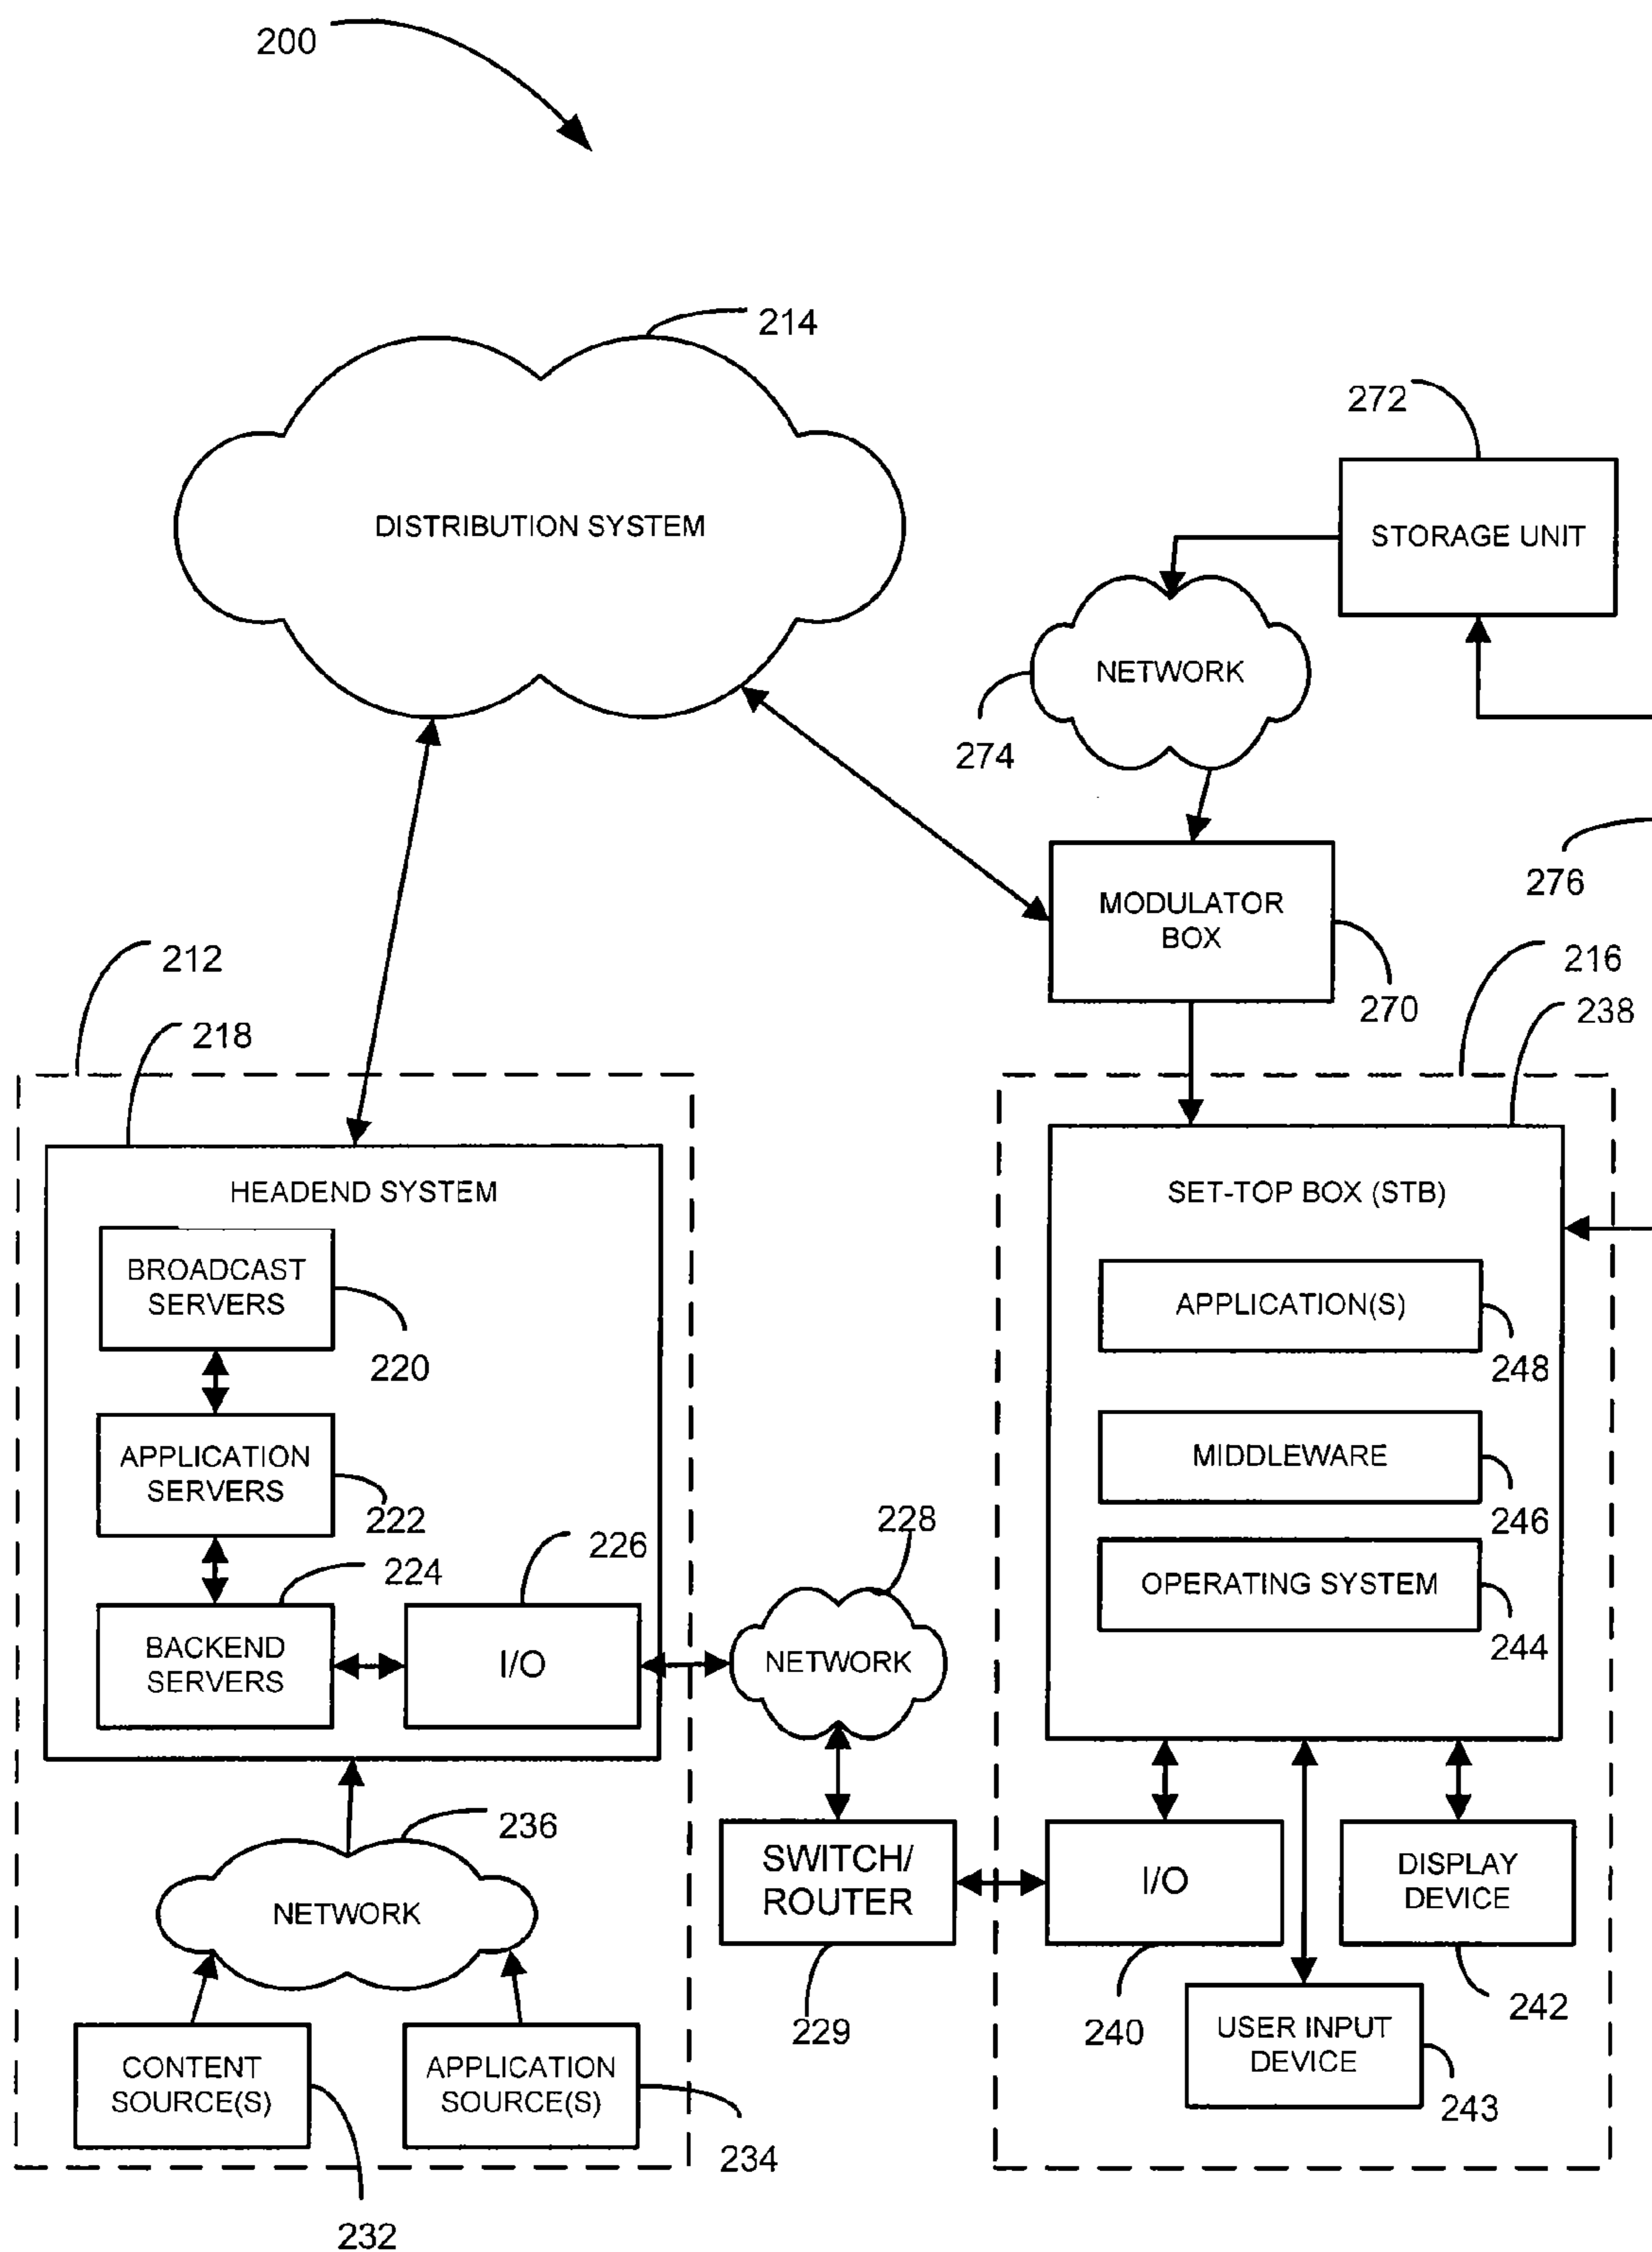 200
214
272
DISTRIBUTION SYSTEM
STORAGE UNIT
NETWORK
274
276
MODULATOR
BOX
270
212
218
216
238
HEADEND SYSTEM
BROADCAST
SERVERS
220
APPLICATION
SERVERS
222
224
226
BACKEND
SERVERS
I/O
228
NETWORK
SET-TOP BOX (STB)
APPLICATION(S)
248
MIDDLEWARE
246
OPERATING SYSTEM
244
236
NETWORK
SWITCH/
ROUTER
229
I/O
240
DISPLAY
DEVICE
242
USER INPUT
DEVICE
243
CONTENT
SOURCE(S)
232
APPLICATION
SOURCE(S)
234